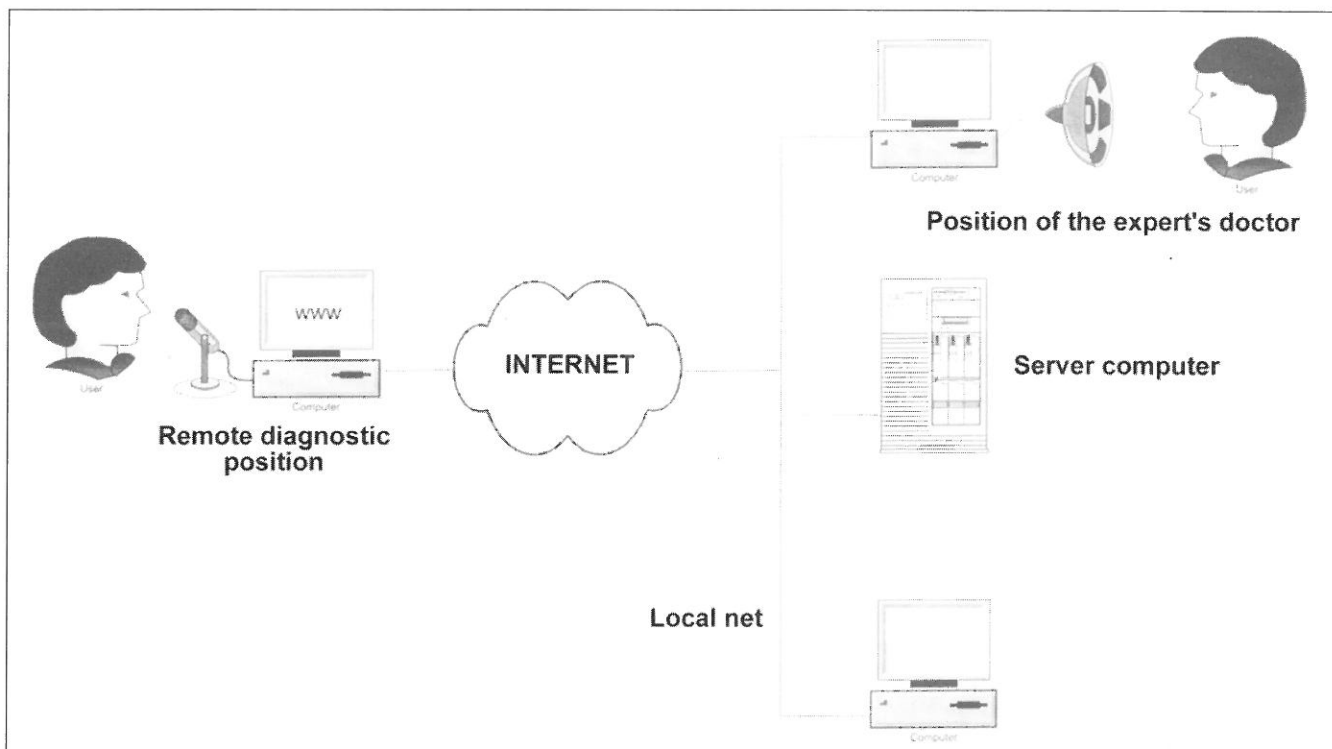 Computer
User
Position of the expert's doctor
User
WWW
INTERNET
Server computer
Computer
Remote diagnostic
position
Local net
Computer